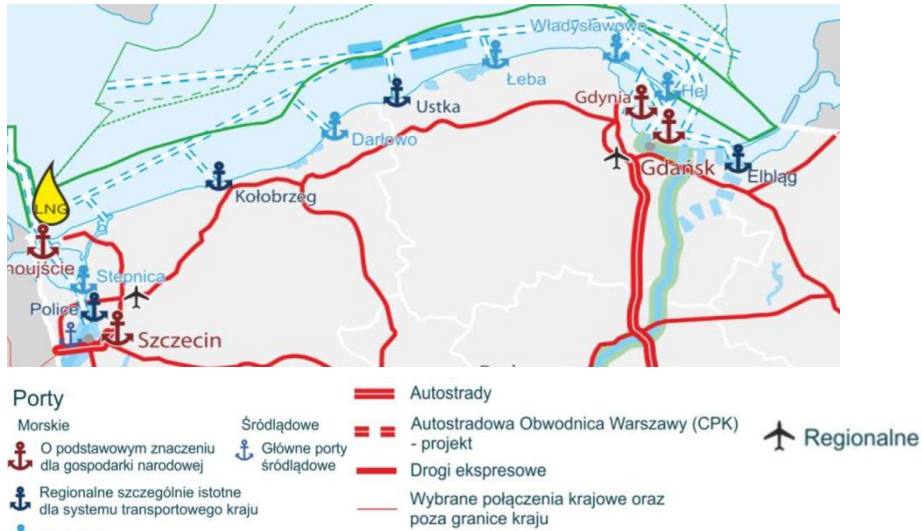 Władysławowo
Łeba
Hel
Gdynia
Ustka
Darłowo
Gdańsk
Elbląg
Kołobrzeg
LNG
noujście
Stepnica
Police
Szczecin
Porty
Morskie
O podstawowym znaczeniu
dla gospodarki narodowej
Regionalne szczególnie istotne
dla systemu transportowego kraju
Śródlądowe
Główne porty
śródlądowe
Autostrady
Autostradowa Obwodnica Warszawy (CPK)
- projekt
Drogi ekspresowe
Wybrane połączenia krajowe oraz
poza granice kraju
Regionalne